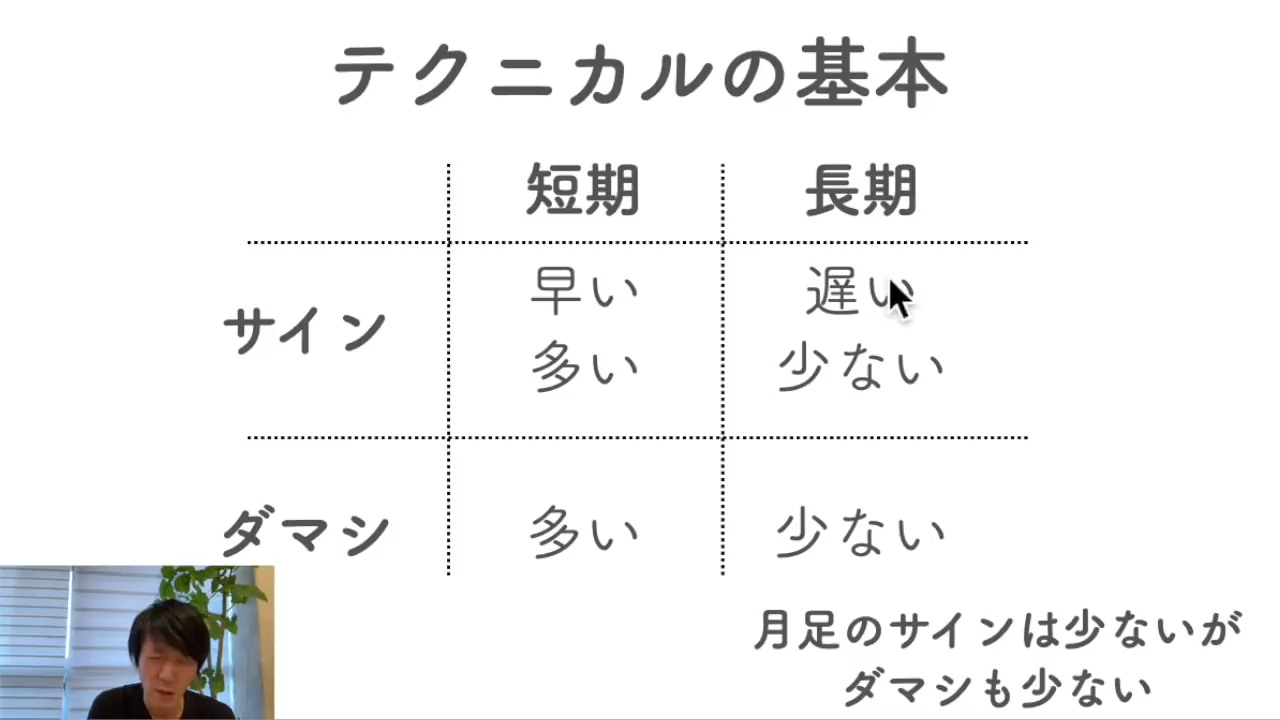 テクニカルの基本
短期 長期
早い 遅い
サイン
多い 少ない
ダマシ 多い 少ない
月足のサインは少ないが
ダマシも少ない